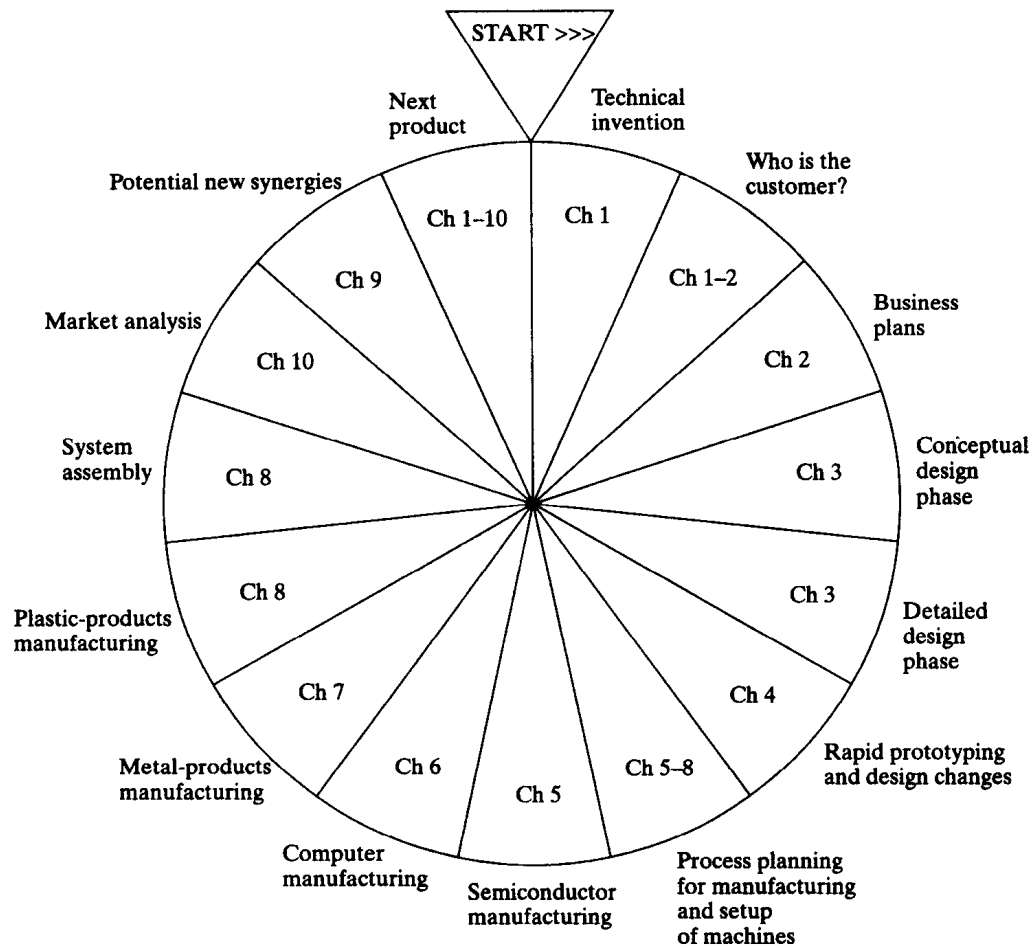 START >>>
Technical
invention
Ch 1
Who is the
customer?
Ch 1–2
Business
plans
Ch 2
Conceptual
design
phase
Ch 3
Detailed
design
phase
Ch 3
Rapid prototyping
and design changes
Ch 4
Process planning
for manufacturing
and setup
of machines
Ch 5–8
Semiconductor
manufacturing
Ch 5
Computer
manufacturing
Ch 6
Metal-products
manufacturing
Ch 7
Plastic-products
manufacturing
Ch 8
System
assembly
Ch 8
Market analysis
Ch 10
Potential new synergies
Ch 9
Next
product
Ch 1–10